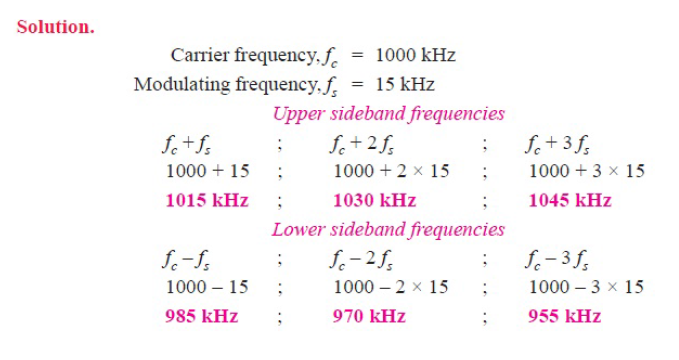 Solution.
Carrier frequency, f_c = 1000 kHz
Modulating frequency, f_s = 15 kHz
Upper sideband frequencies
f_c + f_s ; f_c + 2 f_s ; f_c + 3 f_s
1000 + 15 ; 1000 + 2 × 15 ; 1000 + 3 × 15
1015 kHz ; 1030 kHz ; 1045 kHz
Lower sideband frequencies
f_c – f_s ; f_c – 2 f_s ; f_c – 3 f_s
1000 – 15 ; 1000 – 2 × 15 ; 1000 – 3 × 15
985 kHz ; 970 kHz ; 955 kHz